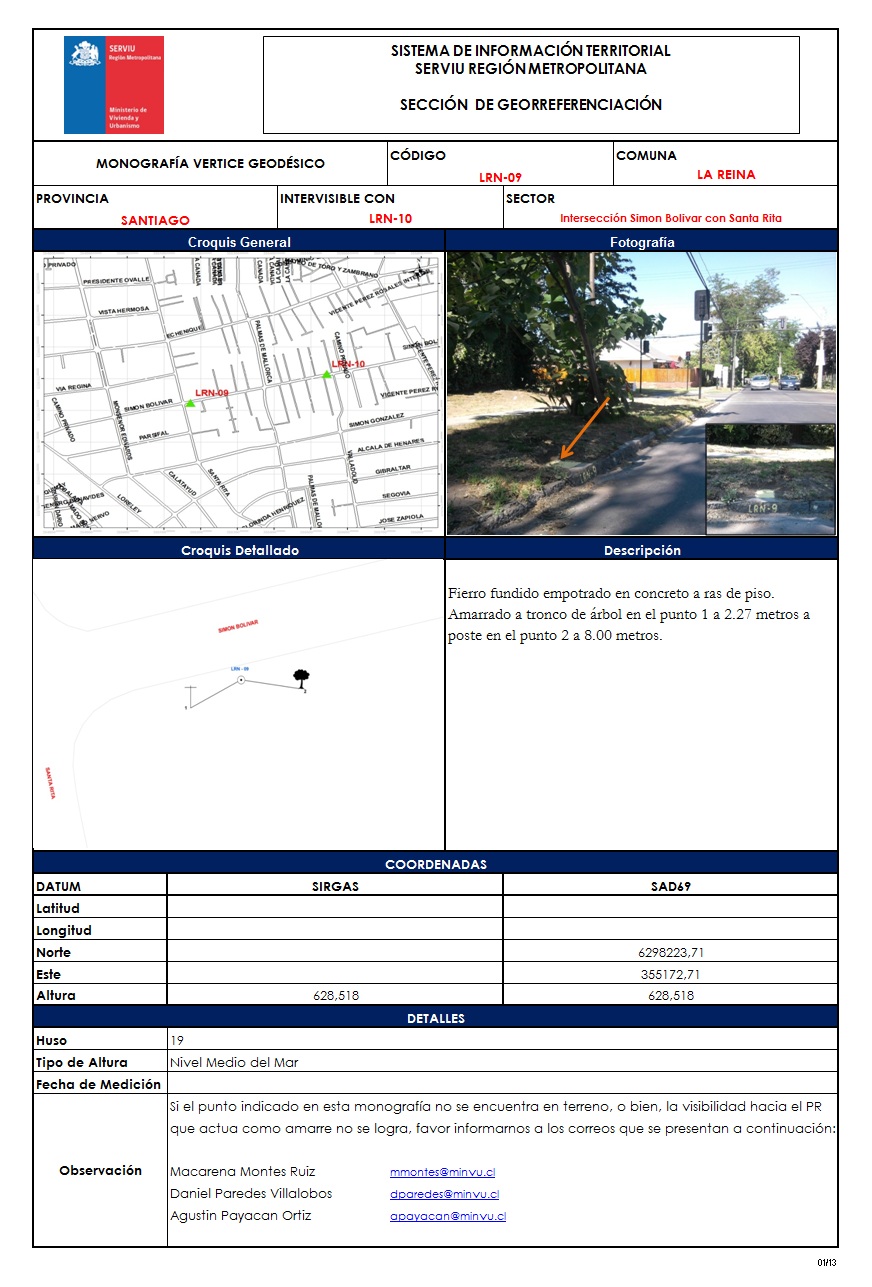 SERVIU
Región Metropolitana
Ministerio de
Vivienda y
Urbanismo
SISTEMA DE INFORMACIÓN TERRITORIAL
SERVIU REGIÓN METROPOLITANA
SECCIÓN DE GEORREFERENCIACIÓN
MONOGRAFÍA VERTICE GEODÉSICO
CÓDIGO
LRN-09
COMUNA
LA REINA
PROVINCIA
SANTIAGO
INTERVISIBLE CON
LRN-10
SECTOR
Intersección Simon Bolivar con Santa Rita
Croquis General
Fotografía
PRIVADO
DE TORO Y ZAMBRANO
PRESIDENTE OVALLE
LA CANADA
VISTA HERMOSA
VICENTE PEREZ ROSALES
ECHENIQUE
PALMAS DE MALLORCA
CAMINO
LRN-10
SIMON BOL
VIA REGINA
LRN-09
VICENTE PEREZ R
CAMINO PRIVADO
SIMON BOLIVAR
MONSEÑOR EDWARDS
SIMON GONZALEZ
PARSIFAL
ALCALA DE HENARES
VALLADOLID
GIBRALTAR
CALATAYUD
SANTA RITA
PALMAS DE MALLO
SEGOVIA
LORELEY
CLORINDA HENRIQUEZ
JOSE ZAPIOLA
LRN-9
LRN-9
Croquis Detallado
Descripción
SIMON BOLIVAR
LRN - 09
1
2
SANTA RITA
Fierro fundido empotrado en concreto a ras de piso.
Amarrado a tronco de árbol en el punto 1 a 2.27 metros a
poste en el punto 2 a 8.00 metros.
COORDENADAS
DATUM SIRGAS SAD69
Latitud
Longitud
Norte 6298223,71
Este 355172,71
Altura 628,518 628,518
DETALLES
Huso 19
Tipo de Altura Nivel Medio del Mar
Fecha de Medición
Observación
Si el punto indicado en esta monografía no se encuentra en terreno, o bien, la visibilidad hacia el PR
que actua como amarre no se logra, favor informarnos a los correos que se presentan a continuación:
Macarena Montes Ruiz mmontes@minvu.cl
Daniel Paredes Villalobos dparedes@minvu.cl
Agustin Payacan Ortiz apayacan@minvu.cl
01/13